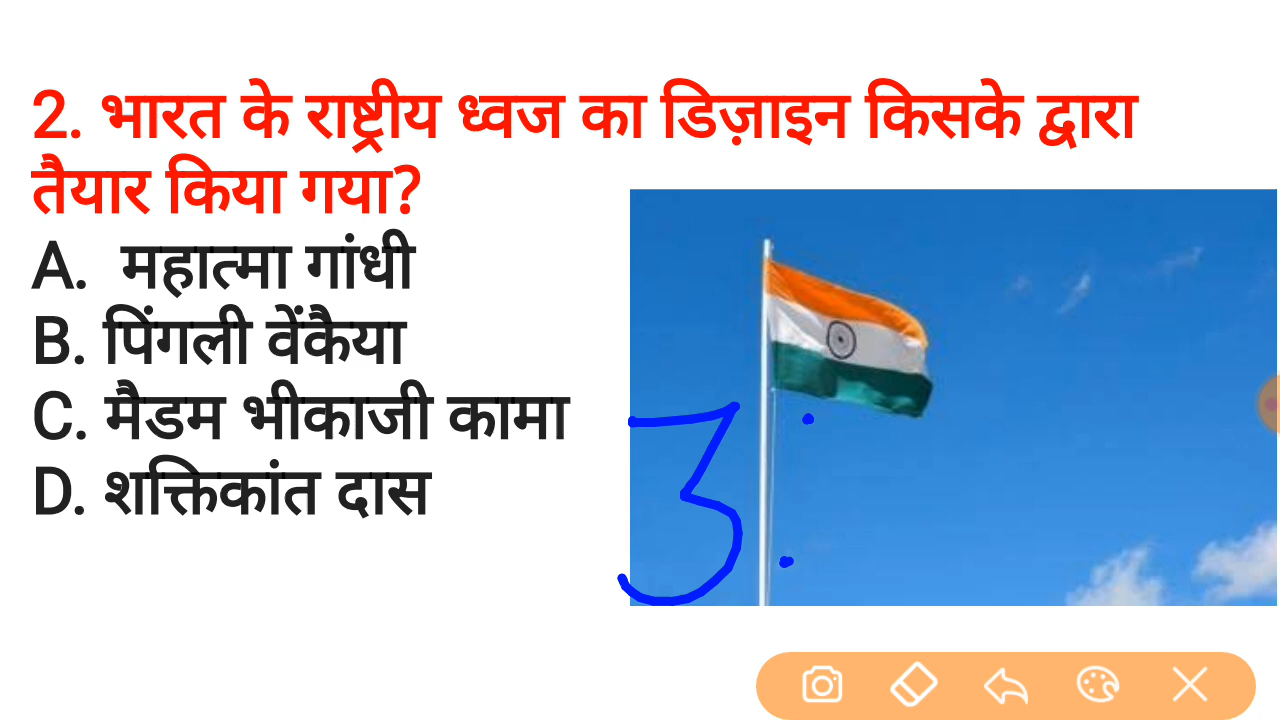 2. भारत के राष्ट्रीय ध्वज का डिज़ाइन किसके द्वारा
तैयार किया गया?
A. महात्मा गांधी
B. पिंगली वेंकैया
C. मैडम भीकाजी कामा
D. शक्तिकांत दास
3: